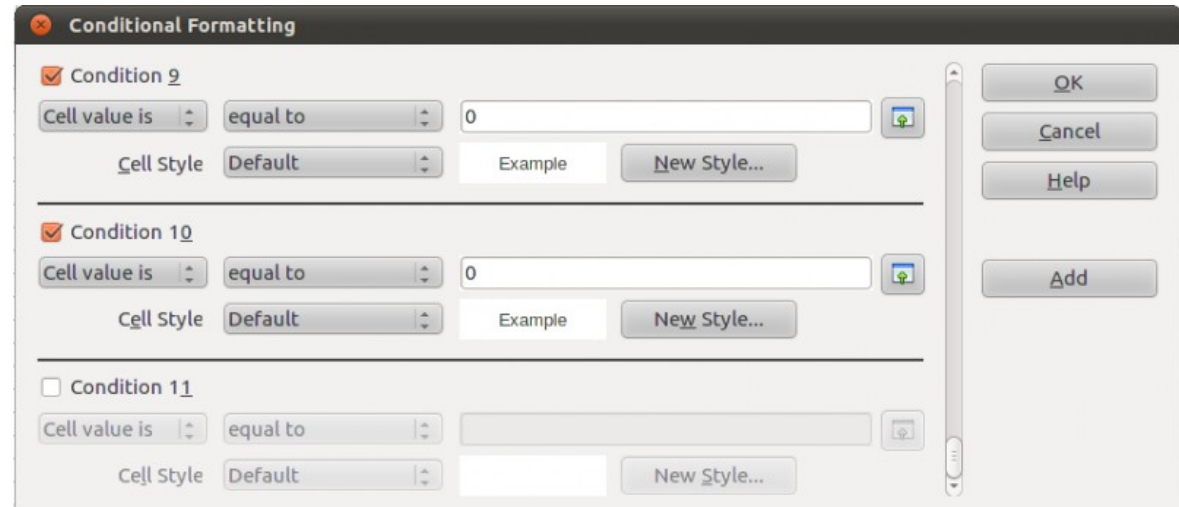 Conditional Formatting
Condition 9
OK
Cell value is equal to 0
Cancel
Cell Style Default Example New Style...
Help
Condition 10
Cell value is equal to 0
Add
Cell Style Default Example New Style...
Condition 11
Cell value is equal to
Cell Style Default New Style...